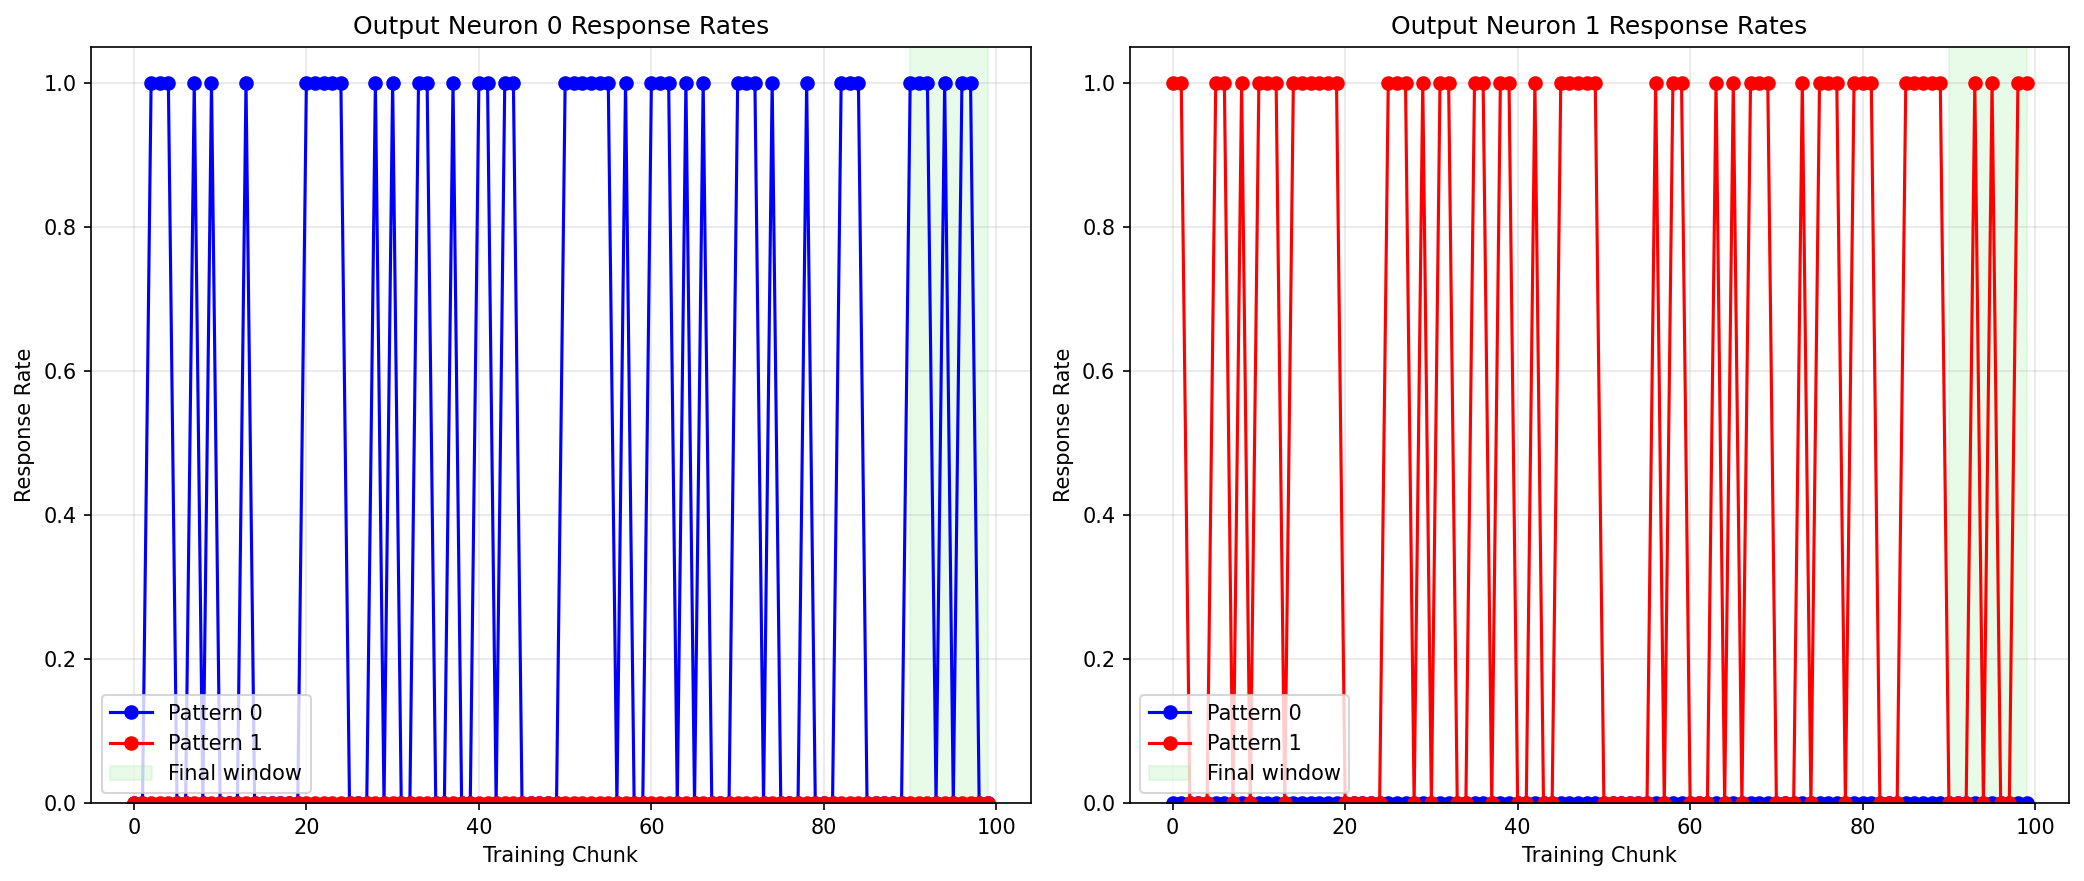 Output Neuron 0 Response Rates
Response Rate
1.0
0.8
0.6
0.4
0.2
0.0
Pattern 0
Pattern 1
Final window
0
20
40
60
80
100
Training Chunk
Output Neuron 1 Response Rates
Response Rate
1.0
0.8
0.6
0.4
0.2
0.0
Pattern 0
Pattern 1
Final window
0
20
40
60
80
100
Training Chunk